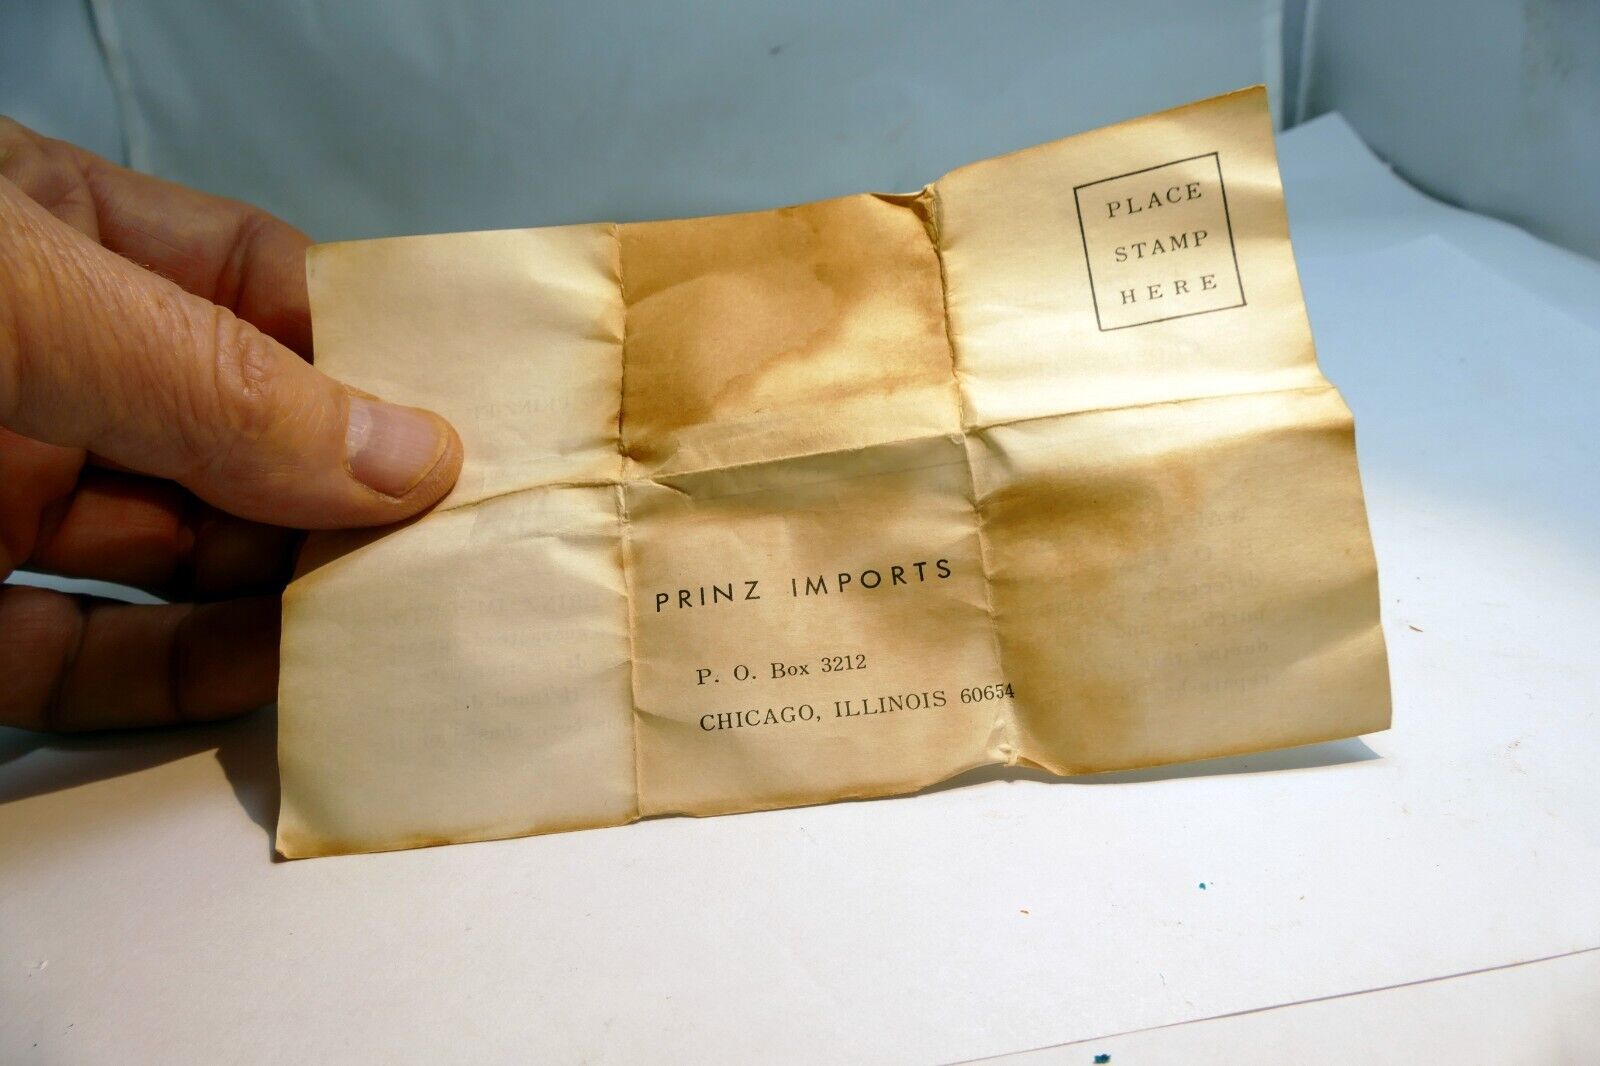 PLACE
STAMP
HERE
PRINZ IMPORTS
P. O. Box 3212
CHICAGO, ILLINOIS 60654